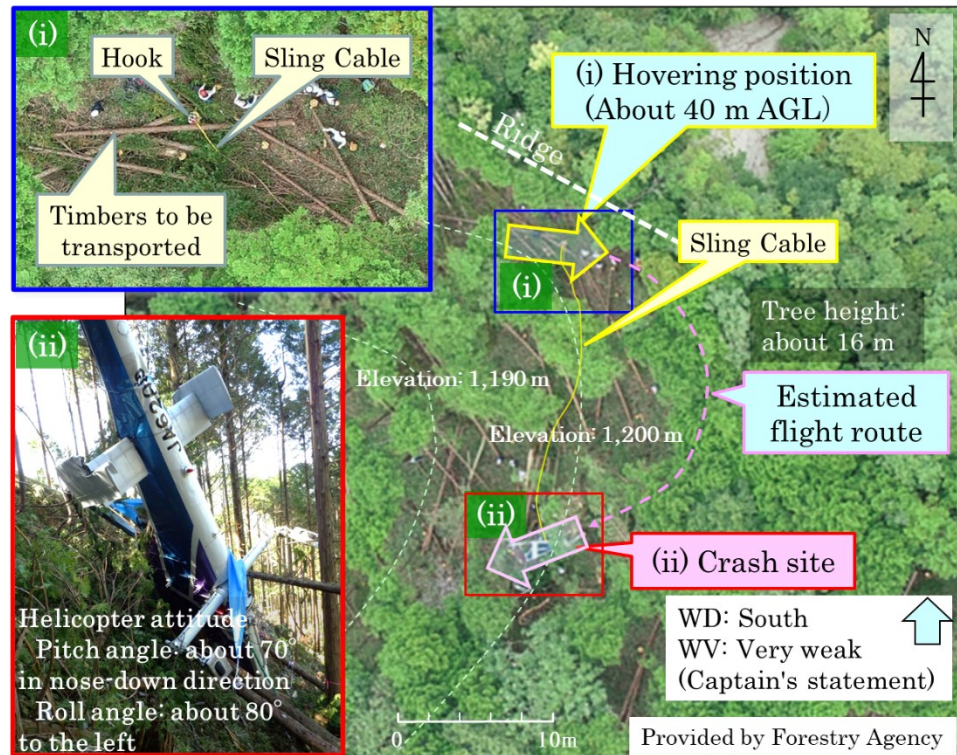 (i)
Hook
Sling Cable
Timbers to be
transported
N
(i) Hovering position
(About 40 m AGL)
Ridge
Sling Cable
(i)
Tree height:
about 16 m
Elevation: 1,190 m
Elevation: 1,200 m
Estimated
flight route
(ii)
Helicopter attitude
Pitch angle: about 70°
in nose-down direction
Roll angle: about 80°
to the left
(ii)
(ii) Crash site
WD: South
WV: Very weak
(Captain's statement)
0 10m
Provided by Forestry Agency